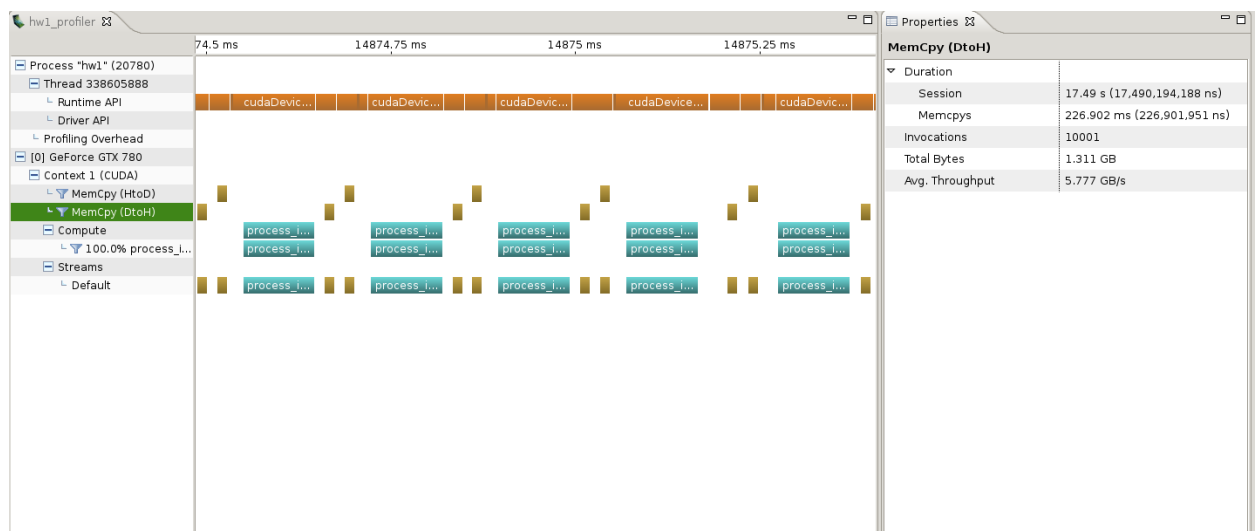 hw1_profiler
74.5 ms 14874.75 ms 14875 ms 14875.25 ms
Process "hw1" (20780)
Thread 338605888
Runtime API cudaDevic... cudaDevic... cudaDevic... cudaDevice... cudaDevic...
Driver API
Profiling Overhead
[0] GeForce GTX 780
Context 1 (CUDA)
MemCpy (HtoD)
MemCpy (DtoH)
Compute process_i... process_i... process_i... process_i... process_i...
100.0% process_i... process_i... process_i... process_i... process_i... process_i...
Streams
Default process_i... process_i... process_i... process_i... process_i...
Properties
MemCpy (DtoH)
Duration
Session 17.49 s (17,490,194,188 ns)
Memcpys 226.902 ms (226,901,951 ns)
Invocations 10001
Total Bytes 1.311 GB
Avg. Throughput 5.777 GB/s